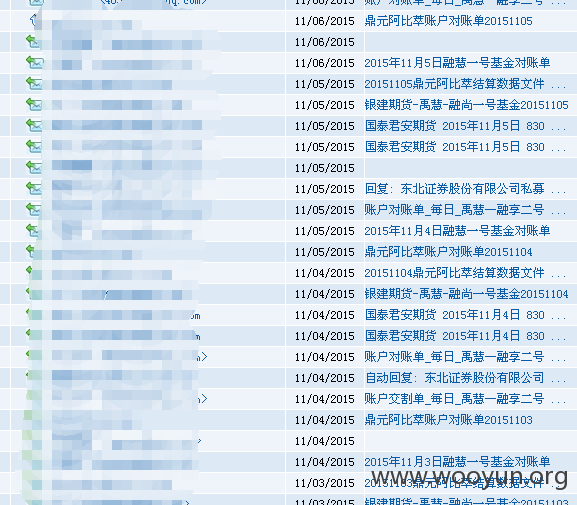 11/06/2015 账户对账单_每日_禹慧一融享二号 ...
11/06/2015 鼎元阿比萃账户对账单20151105
11/06/2015
11/06/2015 2015年11月5日融慧一号基金对账单
11/05/2015 20151105鼎元阿比萃结算数据文件 ...
11/05/2015 银建期货-禹慧-融尚一号基金20151105
11/05/2015 国泰君安期货 2015年11月5日 830 ...
11/05/2015 国泰君安期货 2015年11月5日 830 ...
11/05/2015
11/05/2015 回复: 东北证券股份有限公司私募 ...
11/05/2015 账户对账单_每日_禹慧一融享二号 ...
11/05/2015 2015年11月4日融慧一号基金对账单
11/05/2015 鼎元阿比萃账户对账单20151104
11/04/2015 20151104鼎元阿比萃结算数据文件 ...
11/04/2015 银建期货-禹慧-融尚一号基金20151104
11/04/2015 国泰君安期货 2015年11月4日 830 ...
11/04/2015 国泰君安期货 2015年11月4日 830 ...
11/04/2015 账户对账单_每日_禹慧一融享二号 ...
11/04/2015 自动回复: 东北证券股份有限公司 ...
11/04/2015 账户交割单_每日_禹慧一融享二号 ...
11/04/2015 鼎元阿比萃账户对账单20151103
11/04/2015
11/04/2015 2015年11月3日融慧一号基金对账单
11/03/2015 20151103鼎元阿比萃结算数据文件 ...
11/03/2015 银建期货-禹慧-融尚一号基金20151103
www.wooyun.org